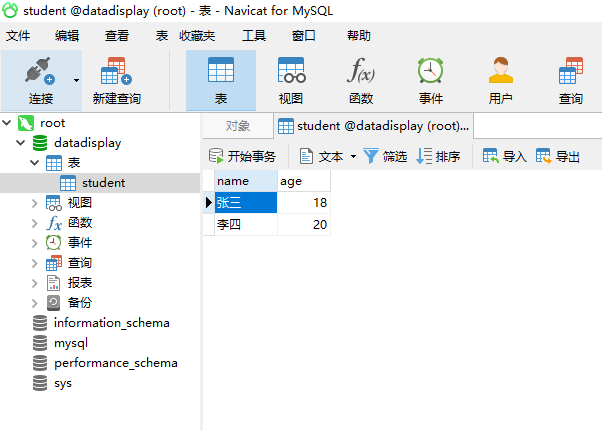 student @datadisplay (root) - 表 - Navicat for MySQL
文件 编辑 查看 表 收藏夹 工具 窗口 帮助
连接 新建查询 表 视图 函数 事件 用户 查询
f(x)
root
datadisplay
表
student
视图
fx 函数
事件
查询
报表
备份
information_schema
mysql
performance_schema
sys
对象 student @datadisplay (root)...
开始事务 文本 筛选 排序 导入 导出
name age
张三 18
李四 20